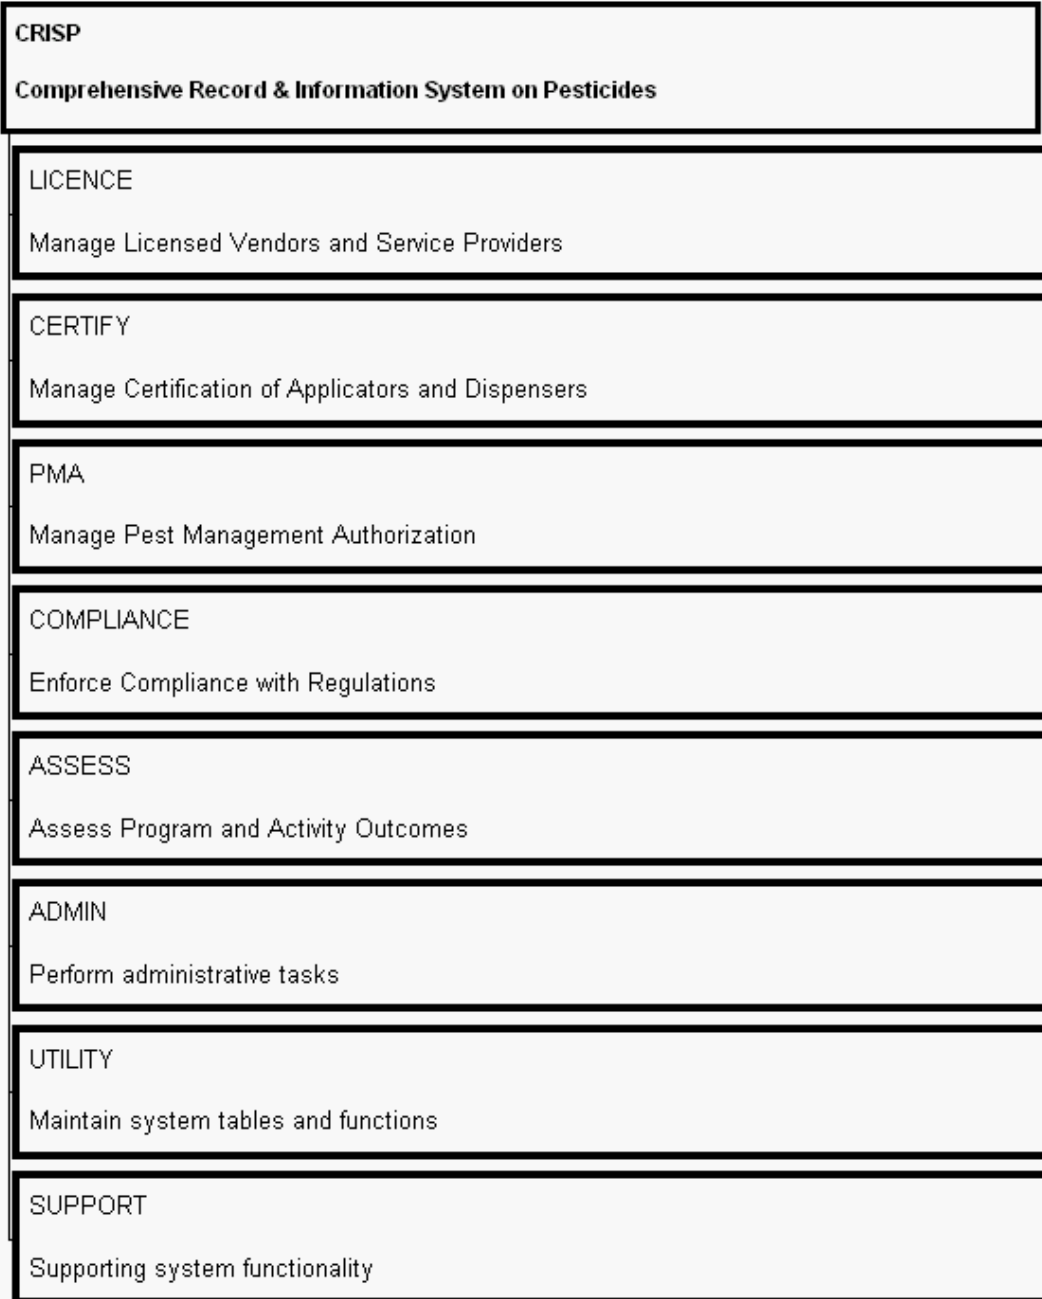 CRISP
Comprehensive Record & Information System on Pesticides
LICENCE
Manage Licensed Vendors and Service Providers
CERTIFY
Manage Certification of Applicators and Dispensers
PMA
Manage Pest Management Authorization
COMPLIANCE
Enforce Compliance with Regulations
ASSESS
Assess Program and Activity Outcomes
ADMIN
Perform administrative tasks
UTILITY
Maintain system tables and functions
SUPPORT
Supporting system functionality